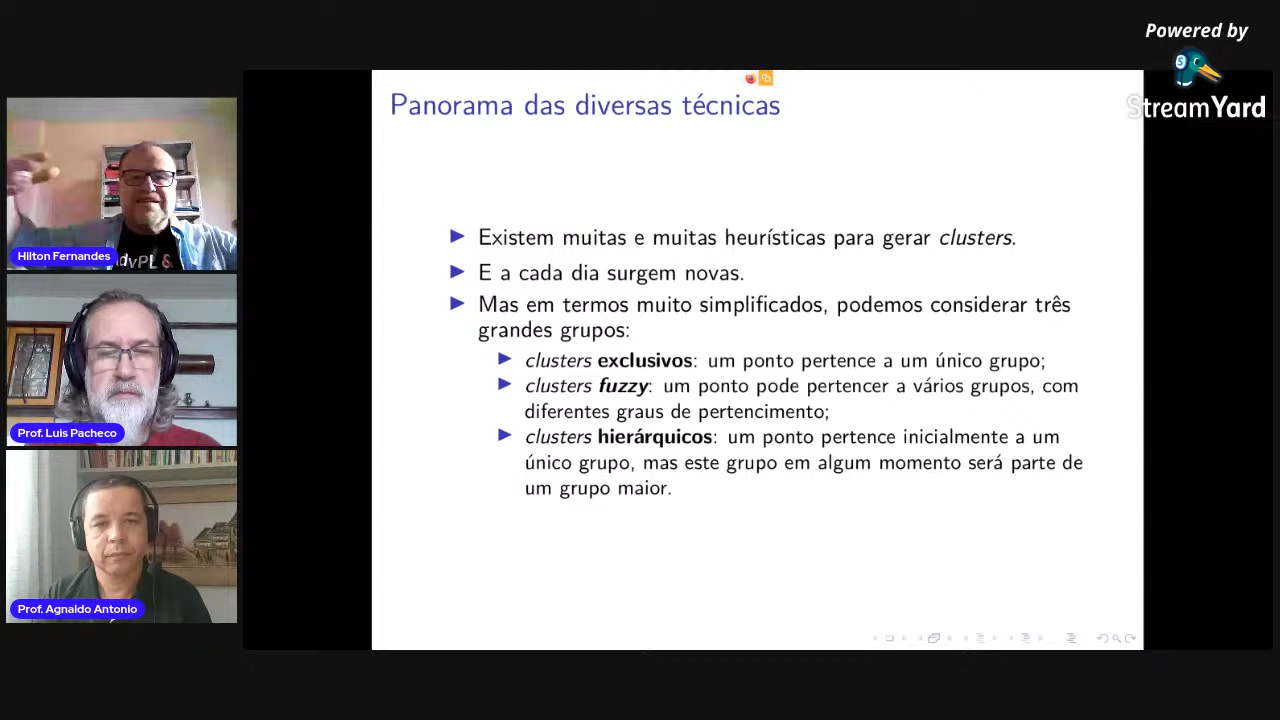 Powered by
StreamYard
Panorama das diversas técnicas
Existem muitas e muitas heurísticas para gerar clusters.
E a cada dia surgem novas.
Mas em termos muito simplificados, podemos considerar três
grandes grupos:
clusters exclusivos: um ponto pertence a um único grupo;
clusters fuzzy: um ponto pode pertencer a vários grupos, com
diferentes graus de pertencimento;
clusters hierárquicos: um ponto pertence inicialmente a um
único grupo, mas este grupo em algum momento será parte de
um grupo maior.
Hilton Fernandes
Prof. Luis Pacheco
Prof. Agnaldo Antonio